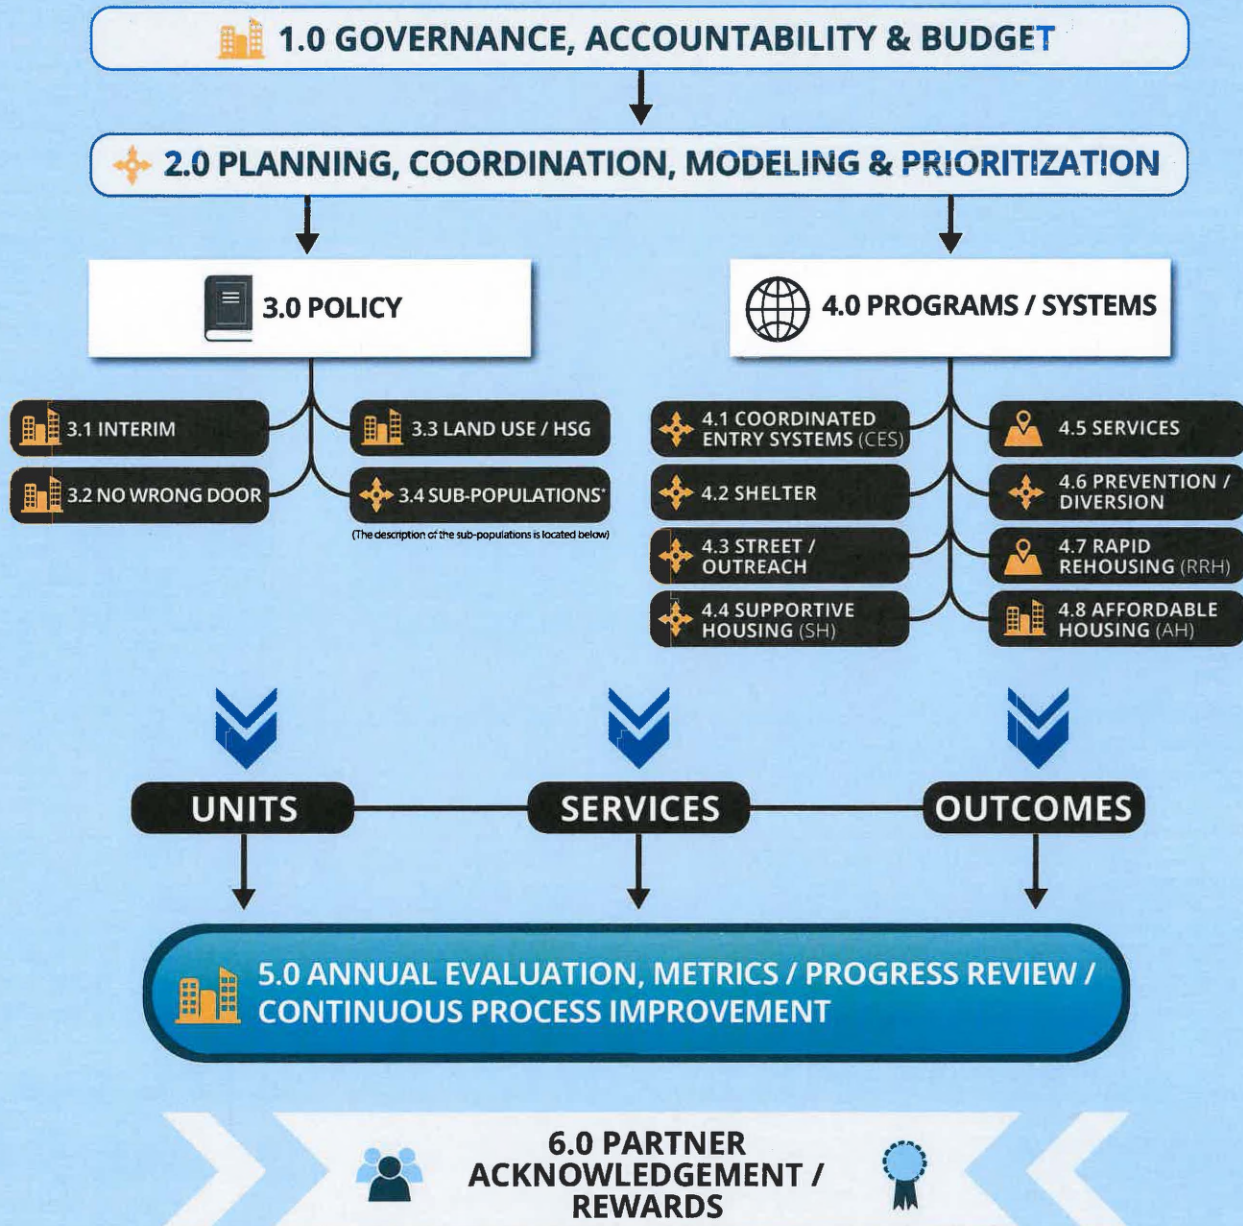 1.0 GOVERNANCE, ACCOUNTABILITY & BUDGET
2.0 PLANNING, COORDINATION, MODELING & PRIORITIZATION
3.0 POLICY
3.1 INTERIM
3.2 NO WRONG DOOR
3.3 LAND USE / HSG
3.4 SUB-POPULATIONS*
(The description of the sub-populations is located below)
4.0 PROGRAMS / SYSTEMS
4.1 COORDINATED
ENTRY SYSTEMS (CES)
4.2 SHELTER
4.3 STREET /
OUTREACH
4.4 SUPPORTIVE
HOUSING (SH)
4.5 SERVICES
4.6 PREVENTION /
DIVERSION
4.7 RAPID
REHOUSING (RRH)
4.8 AFFORDABLE
HOUSING (AH)
UNITS
SERVICES
OUTCOMES
5.0 ANNUAL EVALUATION, METRICS / PROGRESS REVIEW /
CONTINUOUS PROCESS IMPROVEMENT
6.0 PARTNER
ACKNOWLEDGEMENT /
REWARDS